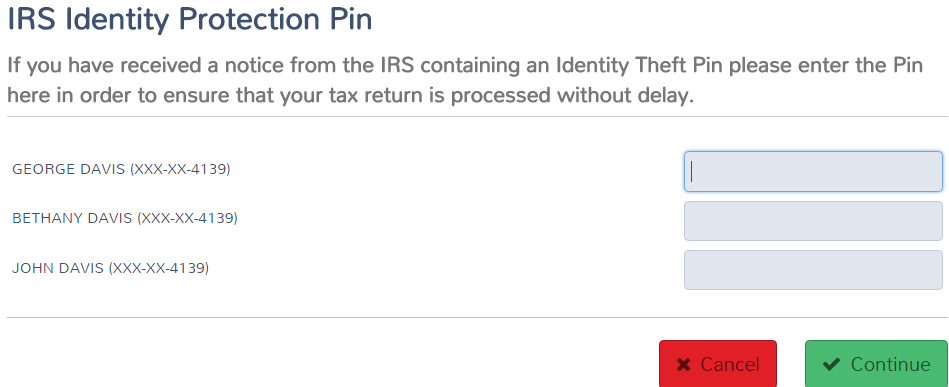 IRS Identity Protection Pin
If you have received a notice from the IRS containing an Identity Theft Pin please enter the Pin
here in order to ensure that your tax return is processed without delay.
GEORGE DAVIS (XXX-XX-4139)
BETHANY DAVIS (XXX-XX-4139)
JOHN DAVIS (XXX-XX-4139)
Cancel Continue